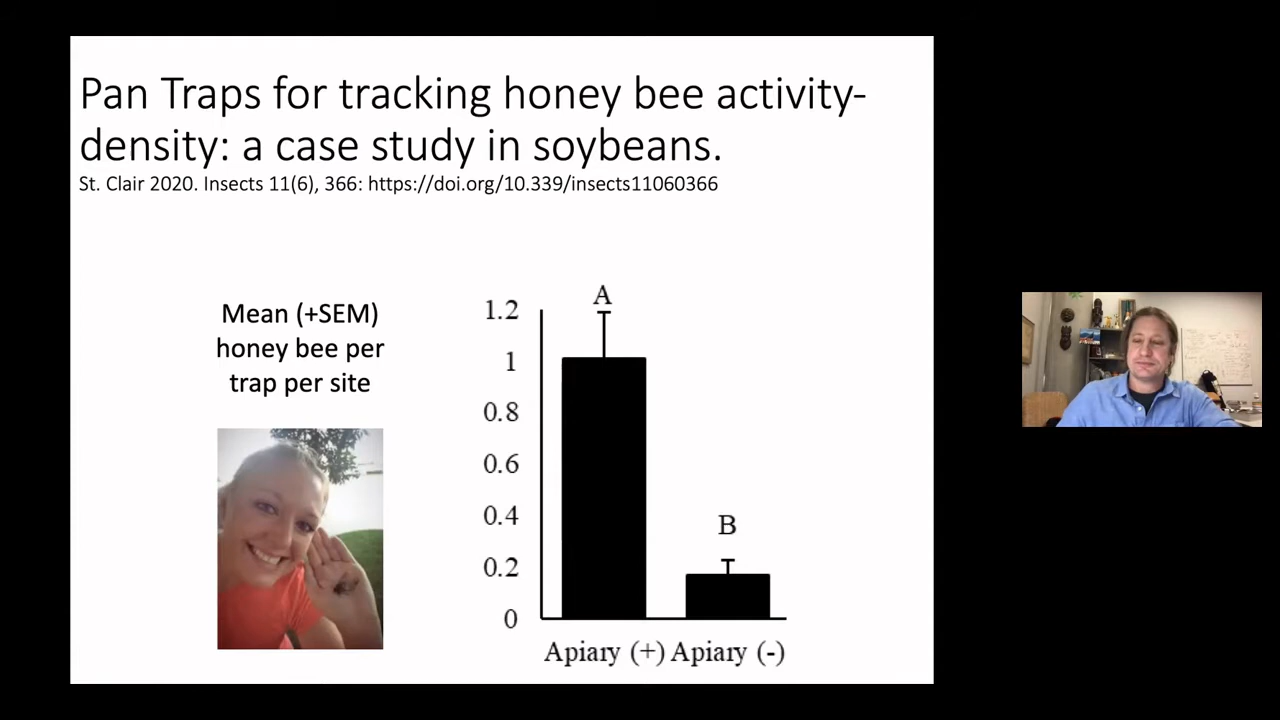 Pan Traps for tracking honey bee activity-
density: a case study in soybeans.
St. Clair 2020. Insects 11(6), 366: https://doi.org/10.339/insects11060366
Mean (+SEM)
honey bee per
trap per site
A
1.2
1
0.8
0.6
0.4
B
0.2
0
Apiary (+) Apiary (-)